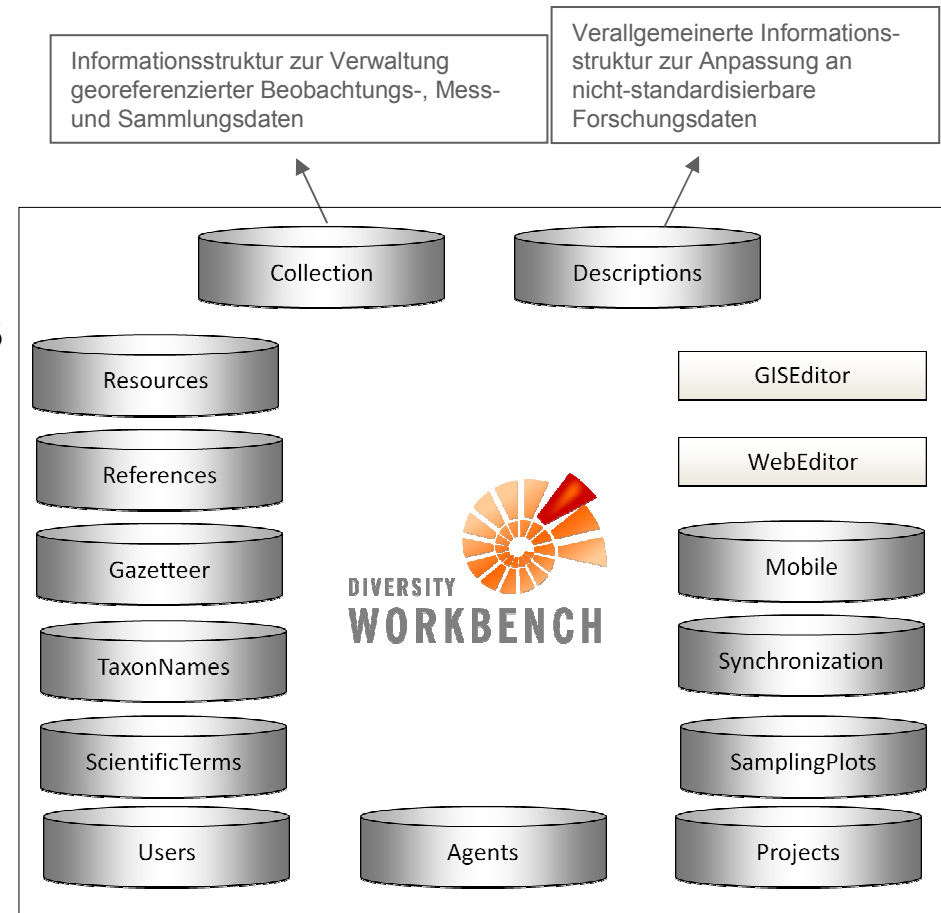 Informationsstruktur zur Verwaltung
georeferenzierter Beobachtungs-, Mess-
und Sammlungsdaten
Verallgemeinerte Informations-
struktur zur Anpassung an
nicht-standardisierbare
Forschungsdaten
Collection
Descriptions
Resources
References
Gazetteer
TaxonNames
ScientificTerms
Users
DIVERSITY
WORKBENCH
Agents
GISEditor
WebEditor
Mobile
Synchronization
SamplingPlots
Projects